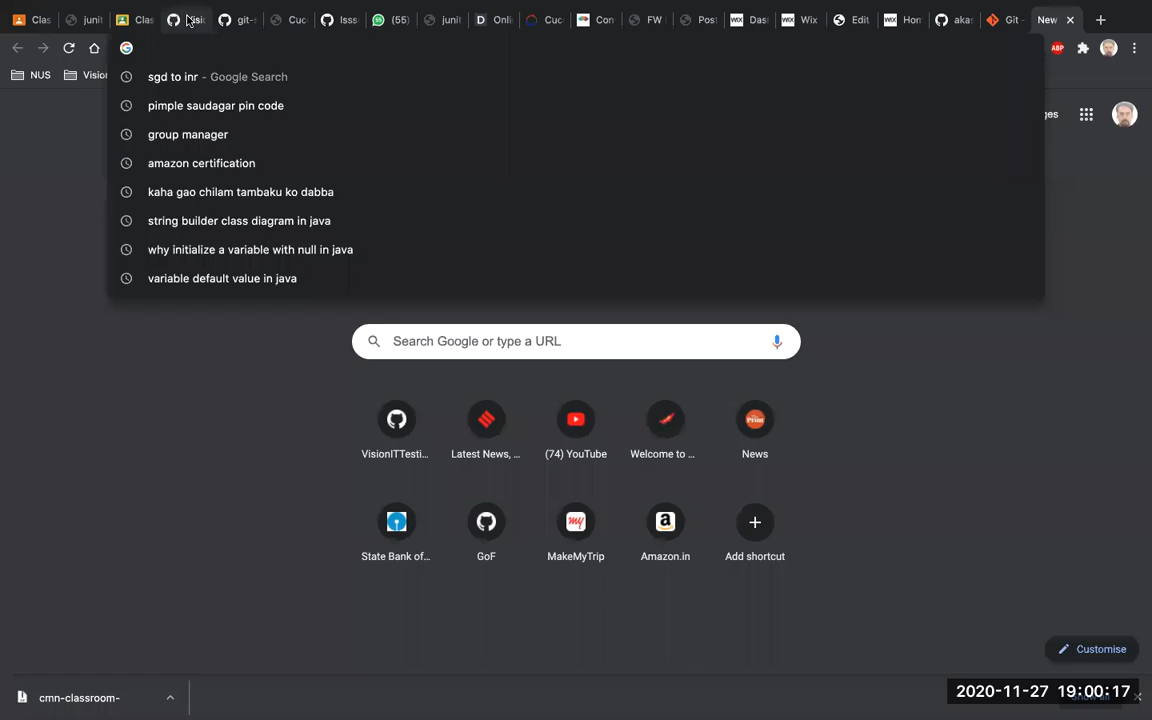 Clas
juni
Clas
git-s
Cuc
Isss
(55)
juni
Onli
Cuc
Con
FW
Post
Das
Wix
Edit
Hon
akas
Git -
New
NUS
Vision
ABP
sgd to inr - Google Search
pimple saudagar pin code
group manager
amazon certification
kaha gao chilam tambaku ko dabba
string builder class diagram in java
why initialize a variable with null in java
variable default value in java
ges
Search Google or type a URL
VisionITTesti...
Latest News, ...
(74) YouTube
Welcome to ...
News
State Bank of...
GoF
MakeMyTrip
Amazon.in
Add shortcut
Customise
cmn-classroom-
2020-11-27 19:00:17